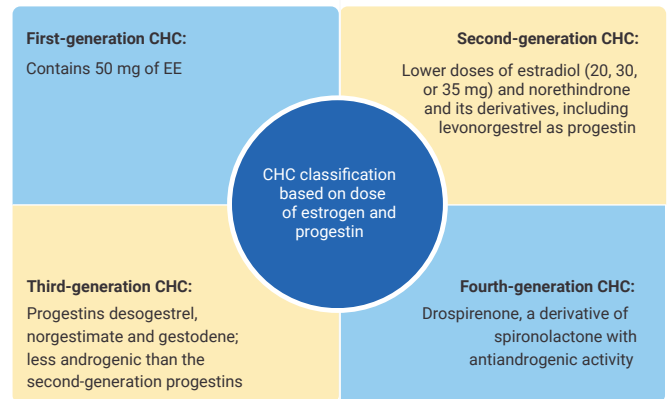 First-generation CHC:
Contains 50 mg of EE
Second-generation CHC:
Lower doses of estradiol (20, 30,
or 35 mg) and norethindrone
and its derivatives, including
levonorgestrel as progestin
CHC classification
based on dose
of estrogen and
progestin
Third-generation CHC:
Progestins desogestrel,
norgestimate and gestodene;
less androgenic than the
second-generation progestins
Fourth-generation CHC:
Drospirenone, a derivative of
spironolactone with
antiandrogenic activity